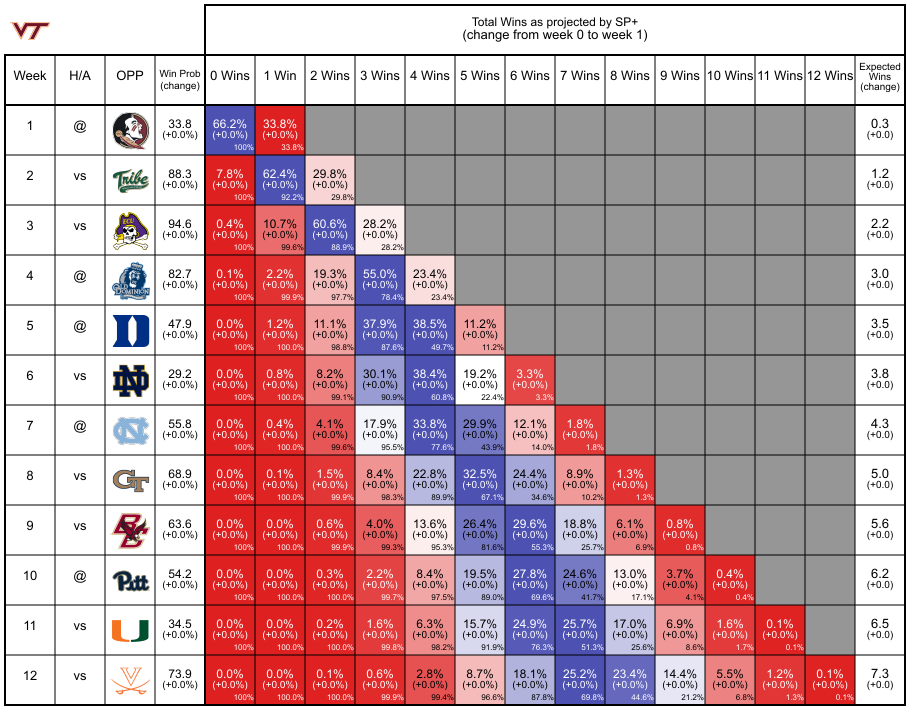 VT
Total Wins as projected by SP+
(change from week 0 to week 1)
Week H/A OPP Win Prob (change) 0 Wins 1 Win 2 Wins 3 Wins 4 Wins 5 Wins 6 Wins 7 Wins 8 Wins 9 Wins 10 Wins 11 Wins 12 Wins Expected Wins (change)
1 @ 33.8 66.2% 33.8% 0.3
(+0.0%) (+0.0%) (+0.0%) (+0.0)
100% 33.8%
2 vs Tribe 88.3 7.8% 62.4% 29.8% 1.2
(+0.0%) (+0.0%) (+0.0%) (+0.0%) (+0.0)
100% 92.2% 29.8%
3 vs ECU 94.6 0.4% 10.7% 60.6% 28.2% 2.2
(+0.0%) (+0.0%) (+0.0%) (+0.0%) (+0.0%) (+0.0)
100% 99.6% 88.9% 28.2%
4 @ OLD DOMINION 82.7 0.1% 2.2% 19.3% 55.0% 23.4% 3.0
(+0.0%) (+0.0%) (+0.0%) (+0.0%) (+0.0%) (+0.0%) (+0.0)
100% 99.9% 97.7% 78.4% 23.4%
5 @ D 47.9 0.0% 1.2% 11.1% 37.9% 38.5% 11.2% 3.5
(+0.0%) (+0.0%) (+0.0%) (+0.0%) (+0.0%) (+0.0%) (+0.0%) (+0.0)
100% 100.0% 98.8% 87.6% 49.7% 11.2%
6 vs ND 29.2 0.0% 0.8% 8.2% 30.1% 38.4% 19.2% 3.3% 3.8
(+0.0%) (+0.0%) (+0.0%) (+0.0%) (+0.0%) (+0.0%) (+0.0%) (+0.0%) (+0.0)
100% 100.0% 99.1% 90.9% 60.8% 22.4% 3.3%
7 @ NC 55.8 0.0% 0.4% 4.1% 17.9% 33.8% 29.9% 12.1% 1.8% 4.3
(+0.0%) (+0.0%) (+0.0%) (+0.0%) (+0.0%) (+0.0%) (+0.0%) (+0.0%) (+0.0%) (+0.0)
100% 100.0% 99.6% 95.5% 77.6% 43.9% 14.0% 1.8%
8 vs GT 68.9 0.0% 0.1% 1.5% 8.4% 22.8% 32.5% 24.4% 8.9% 1.3% 5.0
(+0.0%) (+0.0%) (+0.0%) (+0.0%) (+0.0%) (+0.0%) (+0.0%) (+0.0%) (+0.0%) (+0.0%) (+0.0)
100% 100.0% 99.9% 98.3% 89.9% 67.1% 34.6% 10.2% 1.3%
9 vs BC 63.6 0.0% 0.0% 0.6% 4.0% 13.6% 26.4% 29.6% 18.8% 6.1% 0.8% 5.6
(+0.0%) (+0.0%) (+0.0%) (+0.0%) (+0.0%) (+0.0%) (+0.0%) (+0.0%) (+0.0%) (+0.0%) (+0.0%) (+0.0)
100% 100.0% 99.9% 99.3% 95.3% 81.6% 55.3% 25.7% 6.9% 0.8%
10 @ Pitt 54.2 0.0% 0.0% 0.3% 2.2% 8.4% 19.5% 27.8% 24.6% 13.0% 3.7% 0.4% 6.2
(+0.0%) (+0.0%) (+0.0%) (+0.0%) (+0.0%) (+0.0%) (+0.0%) (+0.0%) (+0.0%) (+0.0%) (+0.0%) (+0.0%) (+0.0)
100% 100.0% 100.0% 99.7% 97.5% 89.0% 69.6% 41.7% 17.1% 4.1% 0.4%
11 vs U 34.5 0.0% 0.0% 0.2% 1.6% 6.3% 15.7% 24.9% 25.7% 17.0% 6.9% 1.6% 0.1% 6.5
(+0.0%) (+0.0%) (+0.0%) (+0.0%) (+0.0%) (+0.0%) (+0.0%) (+0.0%) (+0.0%) (+0.0%) (+0.0%) (+0.0%) (+0.0%) (+0.0)
100% 100.0% 100.0% 99.8% 98.2% 91.9% 76.3% 51.3% 25.6% 8.6% 1.7% 0.1%
12 vs V 73.9 0.0% 0.0% 0.1% 0.6% 2.8% 8.7% 18.1% 25.2% 23.4% 14.4% 5.5% 1.2% 0.1% 7.3
(+0.0%) (+0.0%) (+0.0%) (+0.0%) (+0.0%) (+0.0%) (+0.0%) (+0.0%) (+0.0%) (+0.0%) (+0.0%) (+0.0%) (+0.0%) (+0.0%) (+0.0)
100% 100.0% 100.0% 99.9% 99.4% 96.6% 87.8% 69.8% 44.6% 21.2% 6.8% 1.3% 0.1%